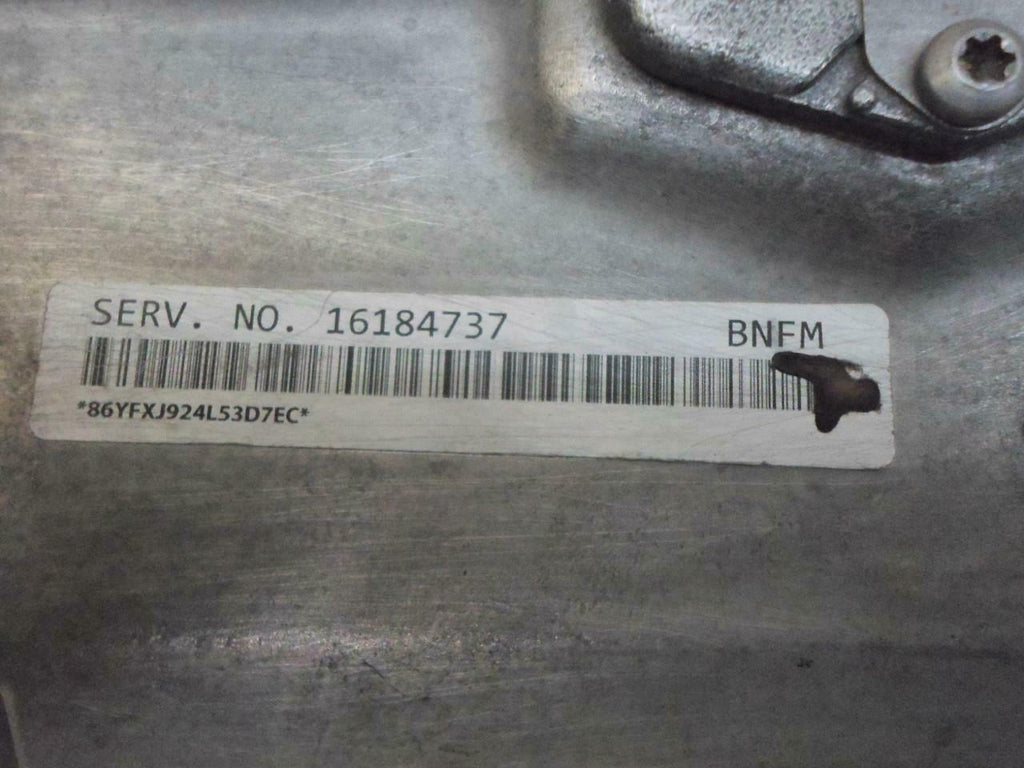 SERV. NO. 16184737 BNFM
*86YFXJ924L53D7EC*